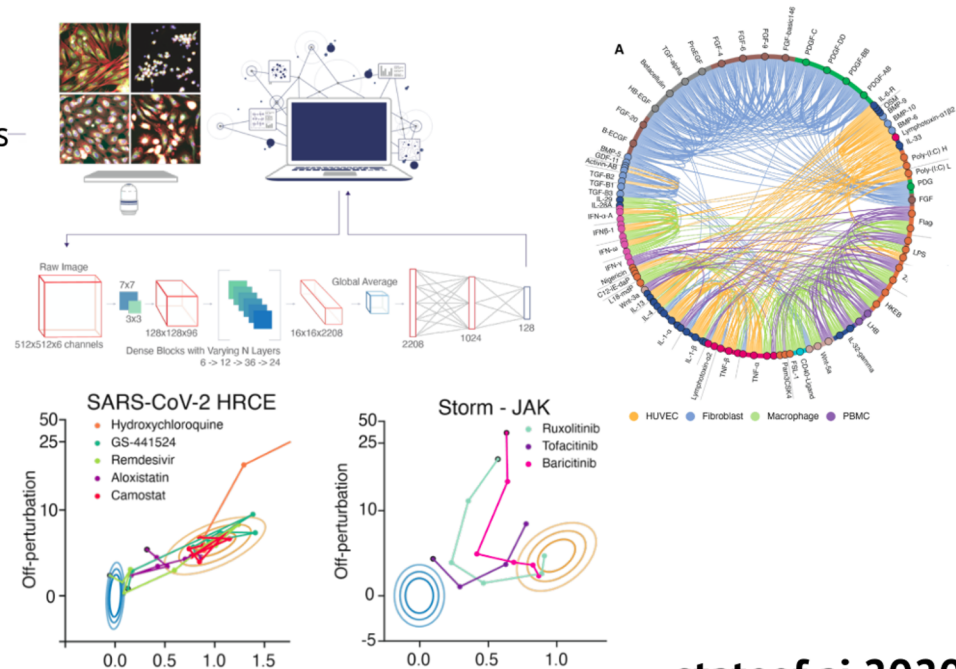 s
A
TGF-alpha
ProEGF
FGF-4
FGF-6
FGF-9
FGF-basic146
PDGF-C
PDGF-DD
PDGF-BB
PDGF-AB
IL-6-R
OSM
BMP-9
BMP-10
BMP-6
Lymphotoxin-α1β2
IL-33
Poly-(I:C) H
Poly-(I:C) L
PDG
FGF
Flag
LPS
HKEB
LHB
IL-32-gamma
Wnt-5a
CD40-Ligand
FSL-1
Pam3CSK4
TNF-α
TNF-β
Lymphotoxin-α2
IL-1-β
IL-1-α
IL-4
IL-13
Wnt-3a
L18-mdP
C12-iE-daP
Nigericin
IFN-γ
IFN-ω
IFNβ-1
IFN-α-A
IL-28A
IL-29
TGF-B3
TGF-B1
TGF-B2
Activin-AB
GDF-11
BMP-5
B-ECGF
FGF-20
HB-EGF
Betacellulin
HUVEC
Fibroblast
Macrophage
PBMC
Raw Image
7x7
3x3
Global Average
512x512x6 channels
128x128x96
16x16x2208
2208
1024
128
Dense Blocks with Varying N Layers
6 -> 12 -> 36 -> 24
SARS-CoV-2 HRCE
Hydroxychloroquine
GS-441524
Remdesivir
Aloxistatin
Camostat
Off-perturbation
50
25
10
0
0.0 0.5 1.0 1.5
Storm - JAK
Ruxolitinib
Tofacitinib
Baricitinib
Off-perturbation
50
25
10
0
-5
0.0 0.5 1.0